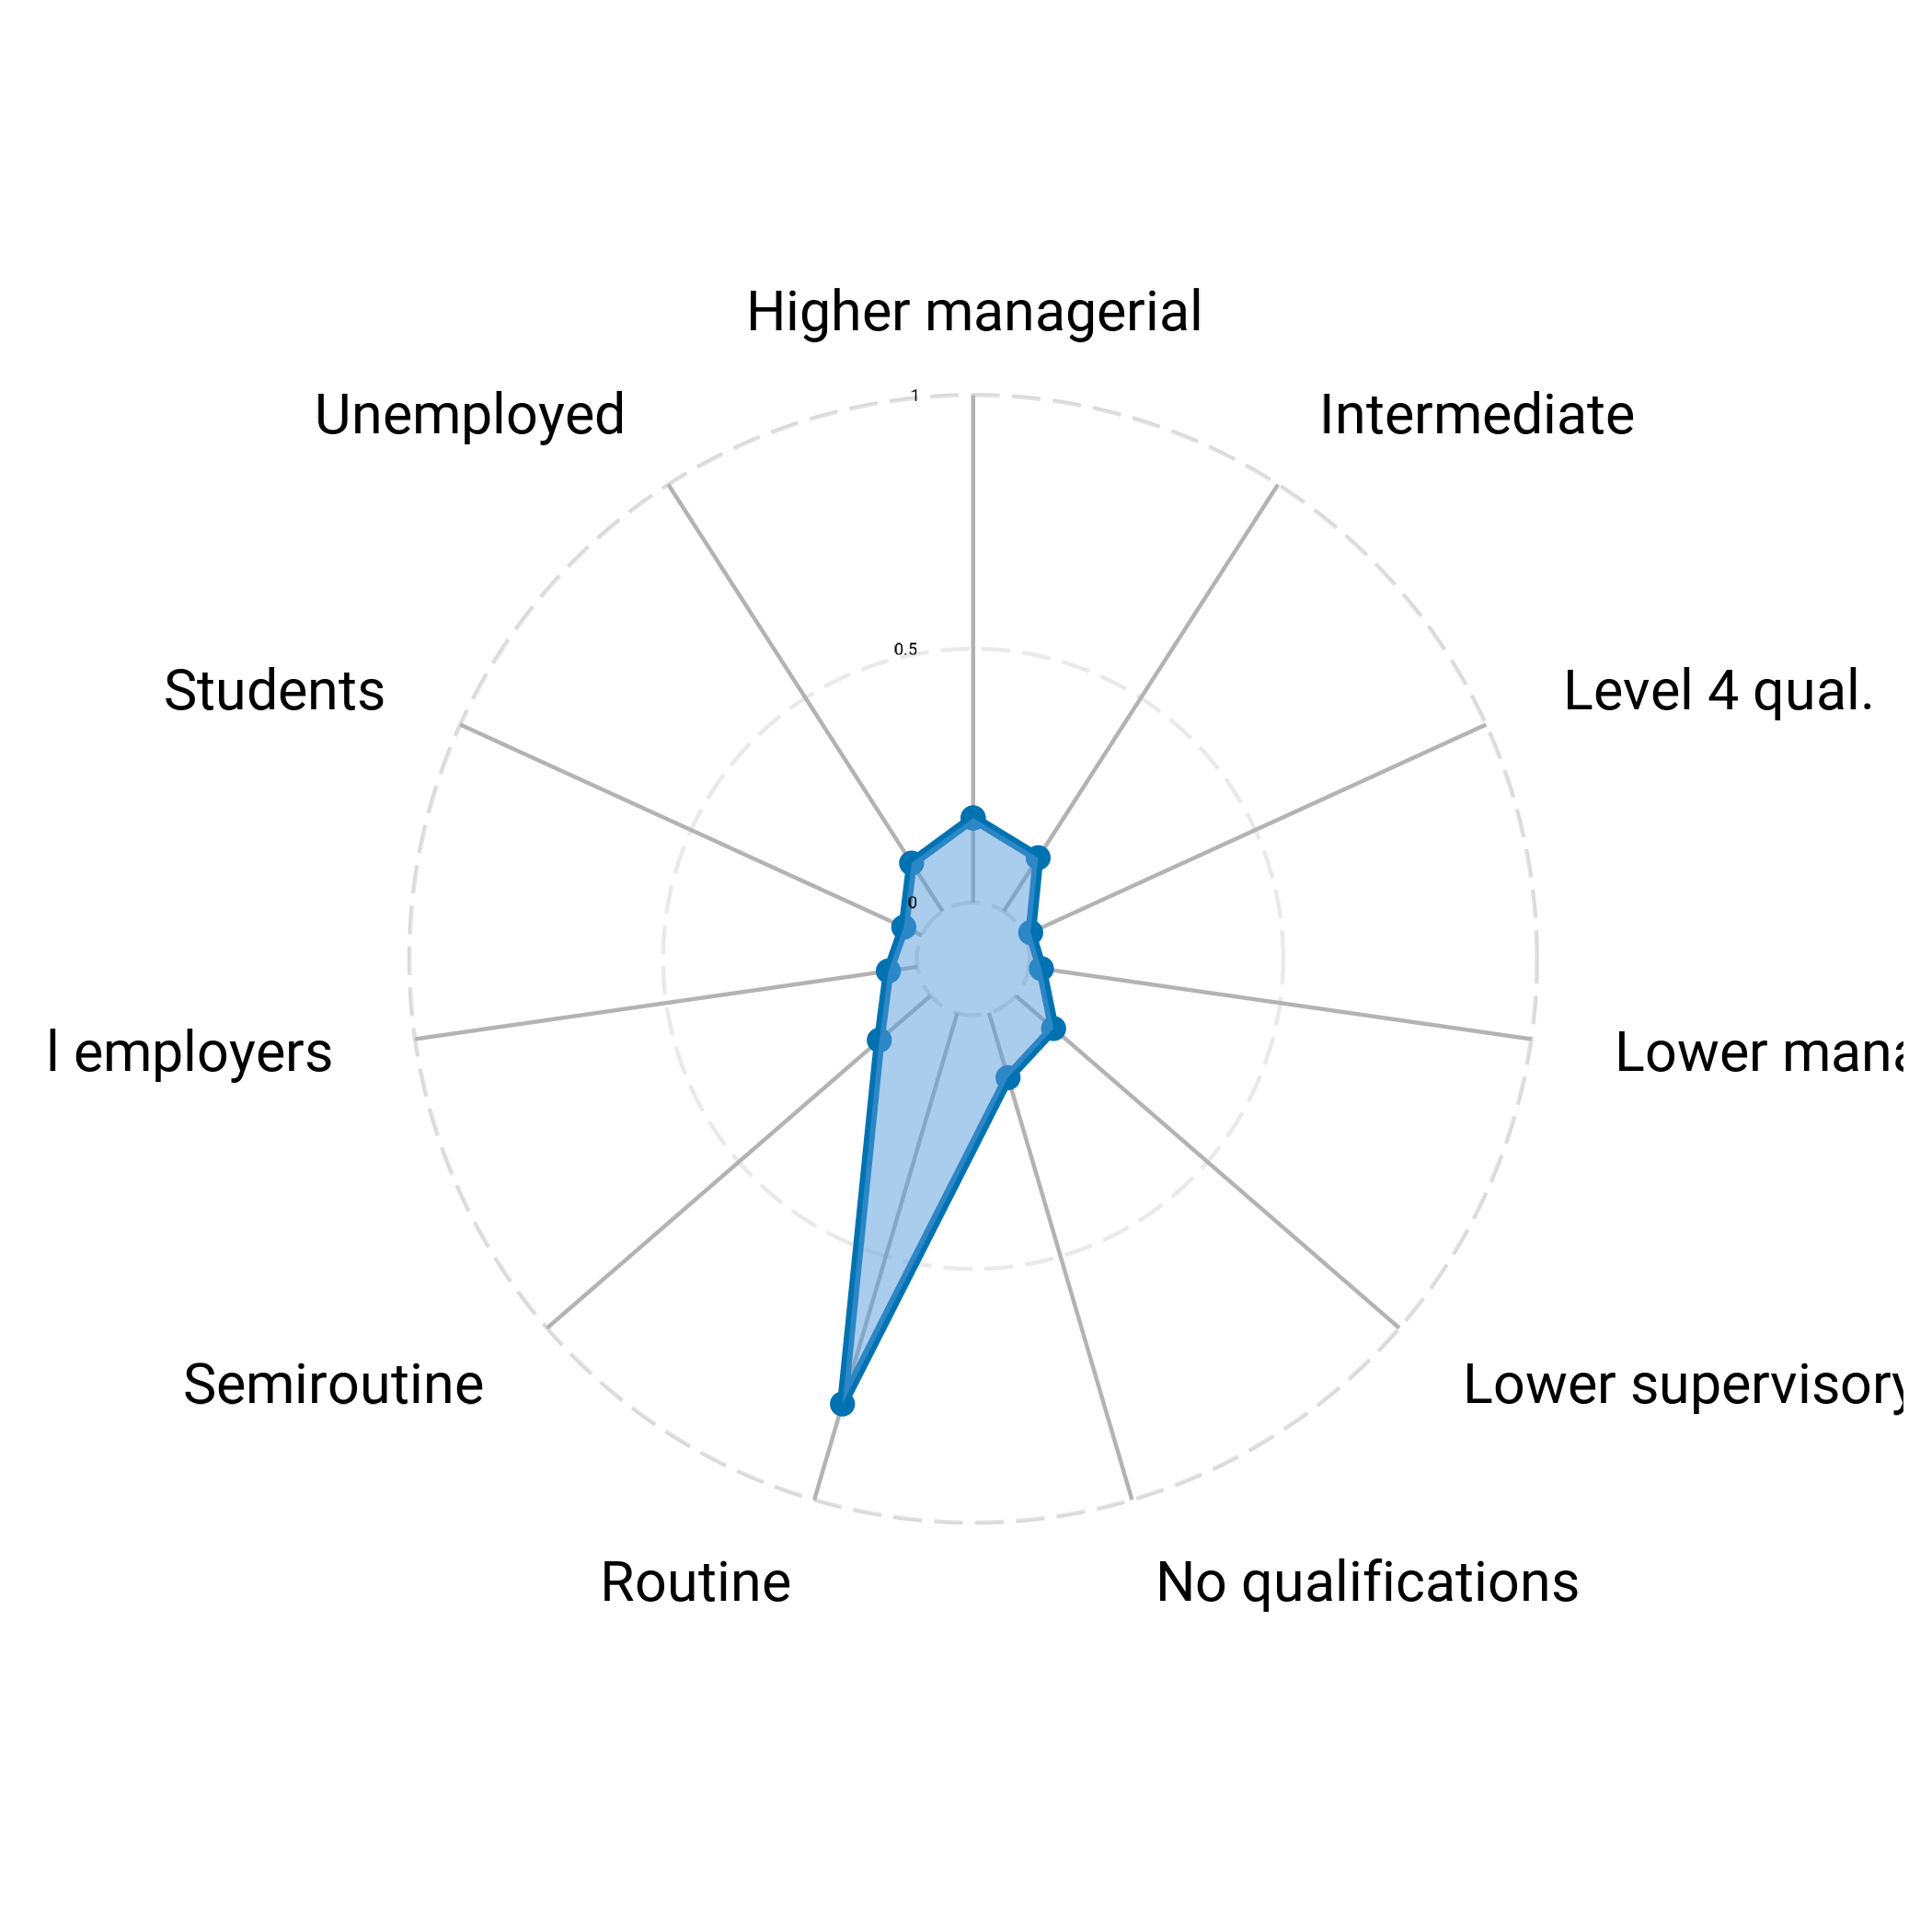 Higher managerial
Unemployed
Intermediate
1
0.5
Students
Level 4 qual.
0
l employers
Lower mana
Semiroutine
Lower supervisory
Routine
No qualifications